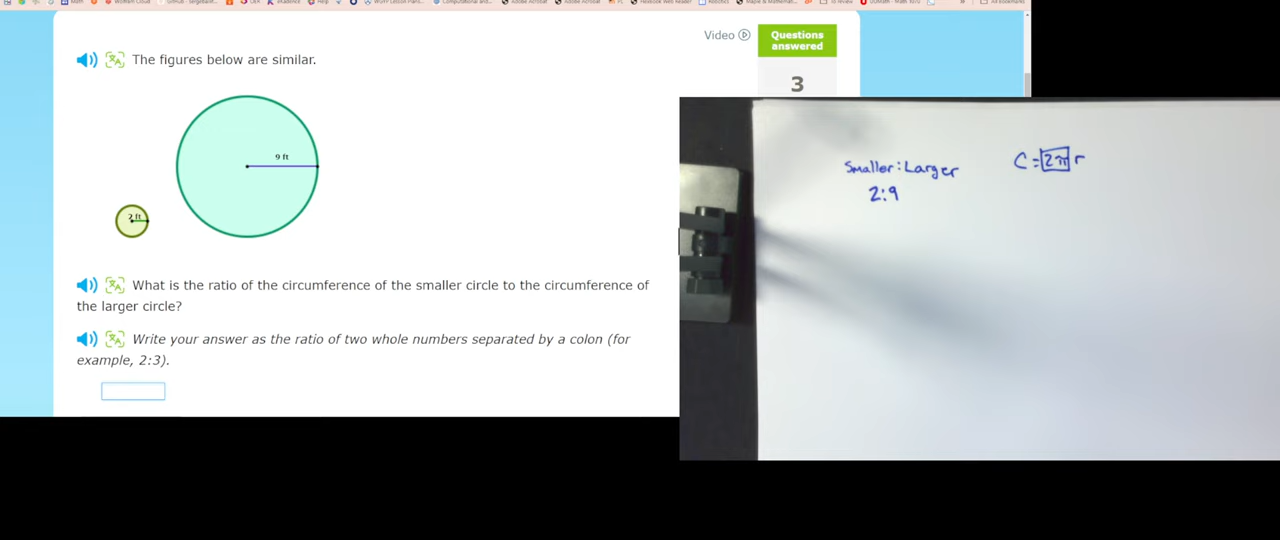 Video
Questions
answered
3
The figures below are similar.
9 ft
2 ft
What is the ratio of the circumference of the smaller circle to the circumference of
the larger circle?
Write your answer as the ratio of two whole numbers separated by a colon (for
example, 2:3).
Smaller:Larger
2:9
C=2πr